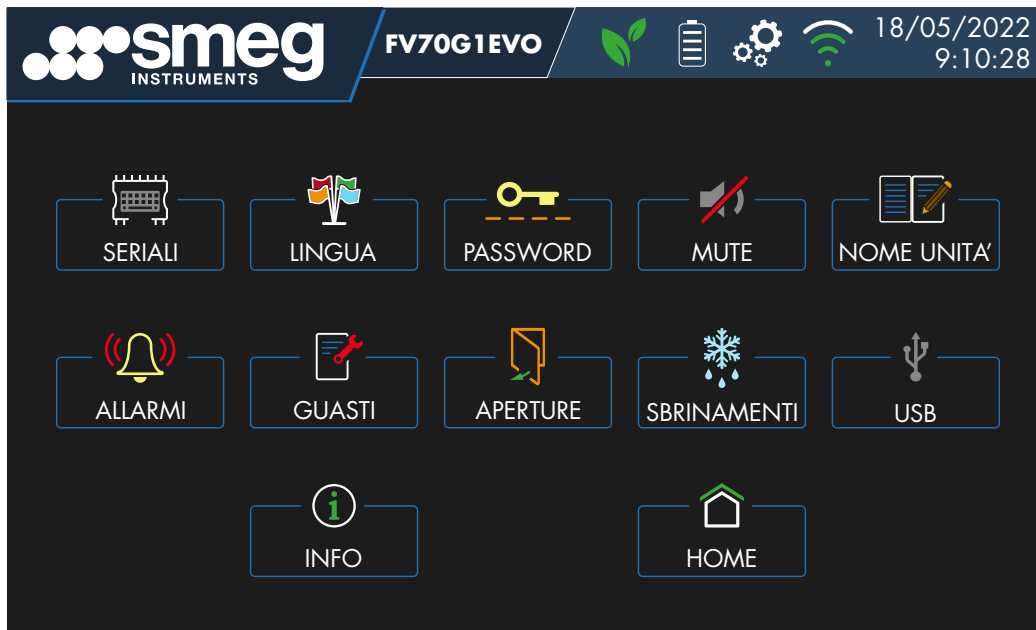 smeg
INSTRUMENTS
FV70G1EVO
18/05/2022
9:10:28
SERIALI
LINGUA
PASSWORD
MUTE
NOME UNITA'
ALLARMI
GUASTI
APERTURE
SBRINAMENTI
USB
i
INFO
HOME